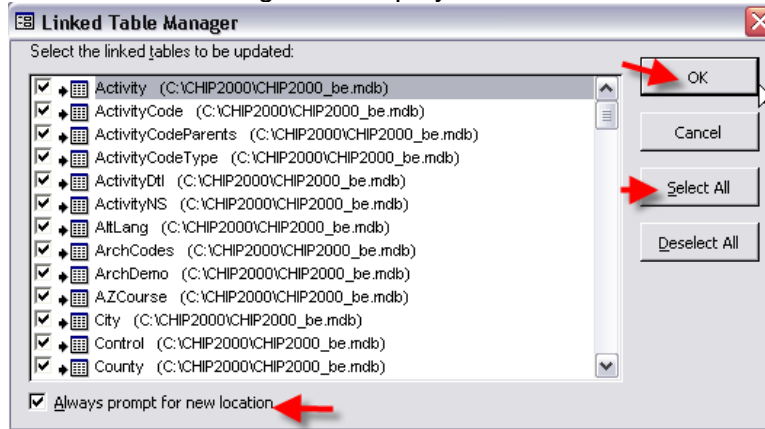 Linked Table Manager
Select the linked tables to be updated:
Activity (C:\CHIP2000\CHIP2000_be.mdb)
ActivityCode (C:\CHIP2000\CHIP2000_be.mdb)
ActivityCodeParents (C:\CHIP2000\CHIP2000_be.mdb)
ActivityCodeType (C:\CHIP2000\CHIP2000_be.mdb)
ActivityDtl (C:\CHIP2000\CHIP2000_be.mdb)
ActivityNS (C:\CHIP2000\CHIP2000_be.mdb)
AltLang (C:\CHIP2000\CHIP2000_be.mdb)
ArchCodes (C:\CHIP2000\CHIP2000_be.mdb)
ArchDemo (C:\CHIP2000\CHIP2000_be.mdb)
AZCourse (C:\CHIP2000\CHIP2000_be.mdb)
City (C:\CHIP2000\CHIP2000_be.mdb)
Control (C:\CHIP2000\CHIP2000_be.mdb)
County (C:\CHIP2000\CHIP2000_be.mdb)
Always prompt for new location
OK
Cancel
Select All
Deselect All